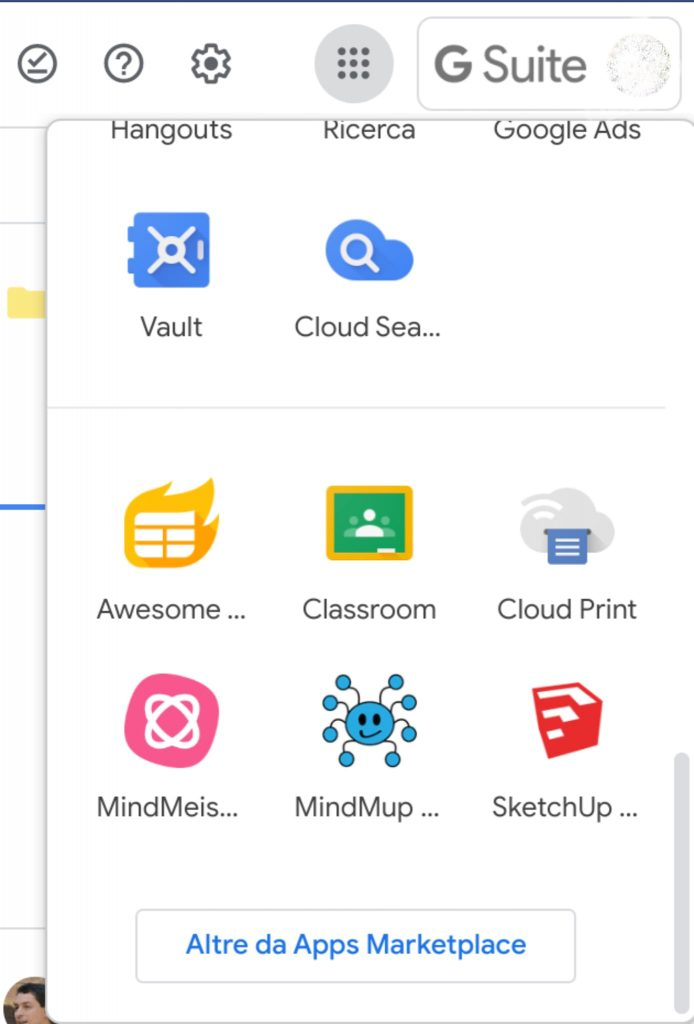 G Suite
Hangouts Ricerca Google Ads
Vault Cloud Sea...
Awesome ... Classroom Cloud Print
MindMeis... MindMup ... SketchUp ...
Altre da Apps Marketplace